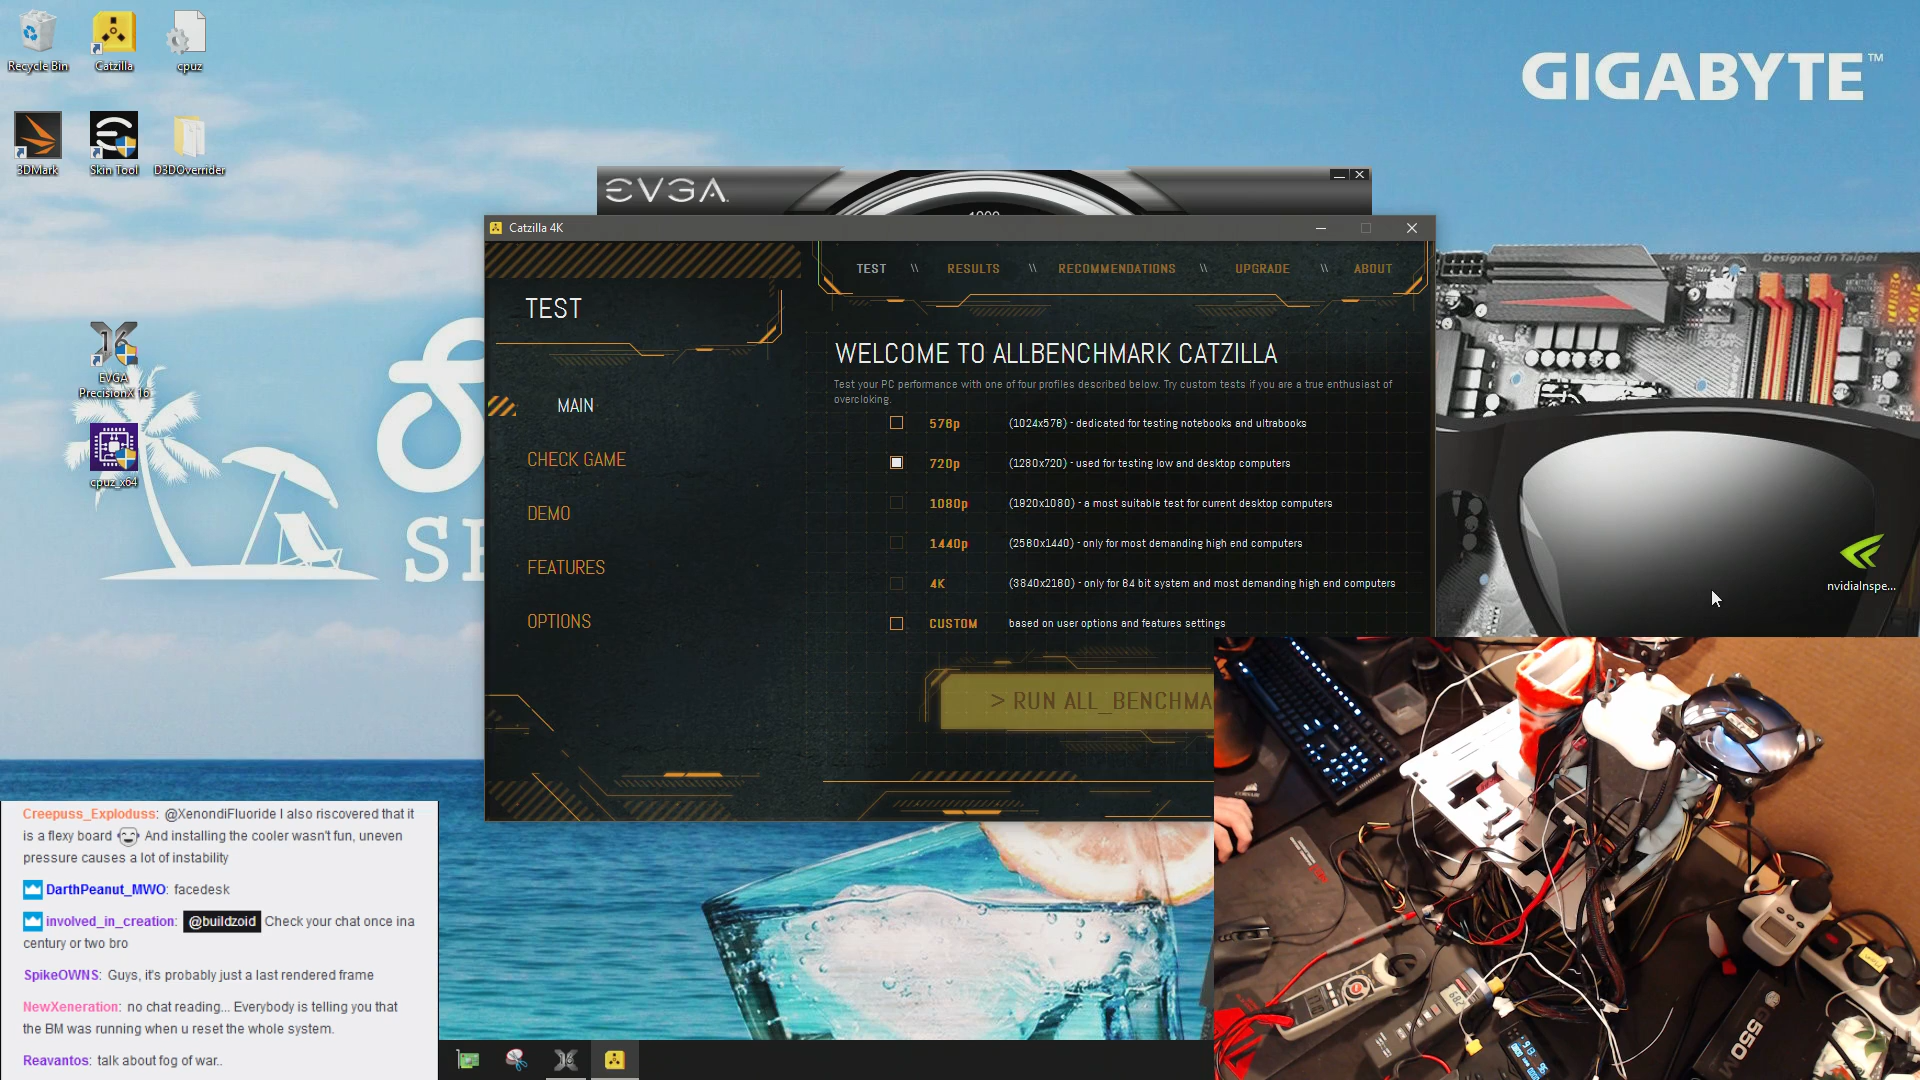 Recycle Bin
Catzilla
cpuz
3DMark
Skin Tool
D3DOverrider
EVGA
PrecisionX 16
cpuz_x64
GIGABYTE™
ErP Ready
Designed in Taipei
EVGA
Catzilla 4K
TEST \\ RESULTS \\ RECOMMENDATIONS \\ UPGRADE \\ ABOUT
TEST
MAIN
CHECK GAME
DEMO
FEATURES
OPTIONS
WELCOME TO ALLBENCHMARK CATZILLA
Test your PC performance with one of four profiles described below. Try custom tests if you are a true enthusiast of
overcloking.
576p (1024x576) - dedicated for testing notebooks and ultrabooks
720p (1280x720) - used for testing low and desktop computers
1080p (1920x1080) - a most suitable test for current desktop computers
1440p (2560x1440) - only for most demanding high end computers
4K (3840x2160) - only for 64 bit system and most demanding high end computers
CUSTOM based on user options and features settings
> RUN ALL_BENCHMA
nvidiaInspe...
Creepuss_Exploduss: @XenondiFluoride I also riscovered that it
is a flexy board And installing the cooler wasn't fun, uneven
pressure causes a lot of instability
DarthPeanut_MWO: facedesk
involved_in_creation: @buildzoid Check your chat once ina
century or two bro
SpikeOWNS: Guys, it's probably just a last rendered frame
NewXeneration: no chat reading... Everybody is telling you that
the BM was running when u reset the whole system.
Reavantos: talk about fog of war..
550